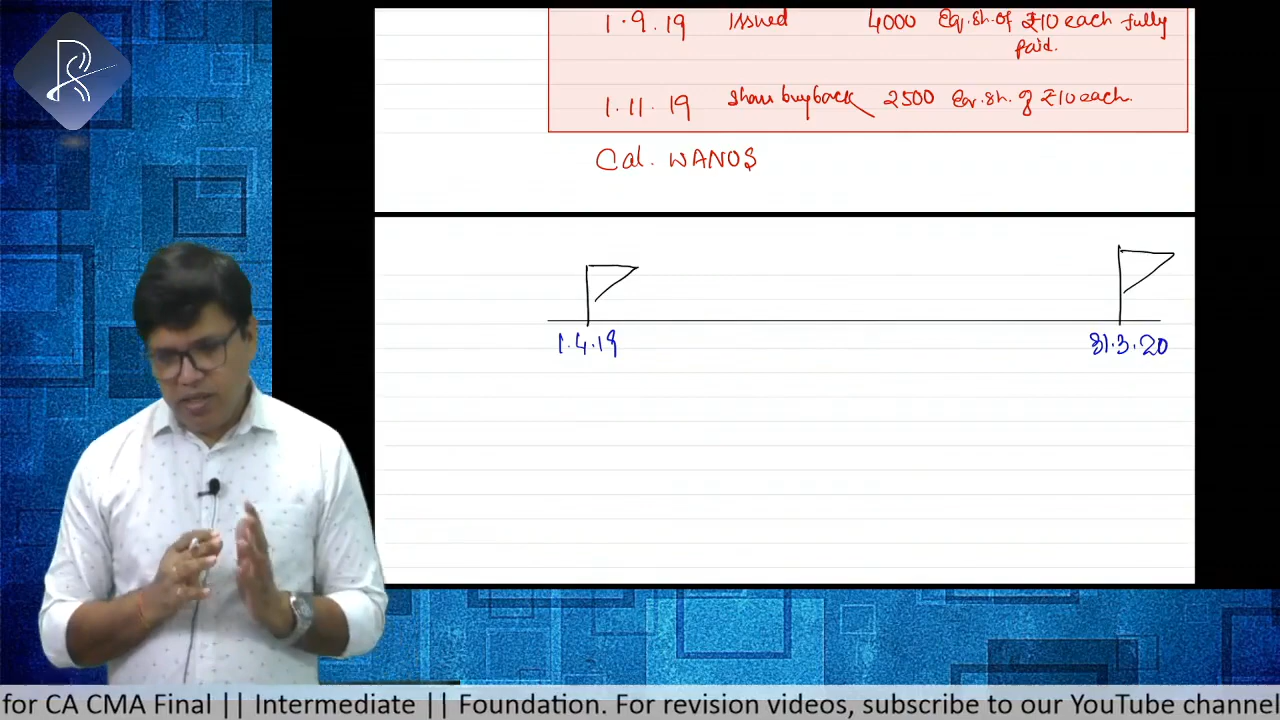 1.9.19 Issued 4000 Eq.sh.of ₹10 each fully
paid.
1.11.19 Share buyback 2500 Eq.sh. of ₹10 each.
Cal. WANOS
1.4.19
31.3.20
for CA CMA Final || Intermediate || Foundation. For revision videos, subscribe to our YouTube channel